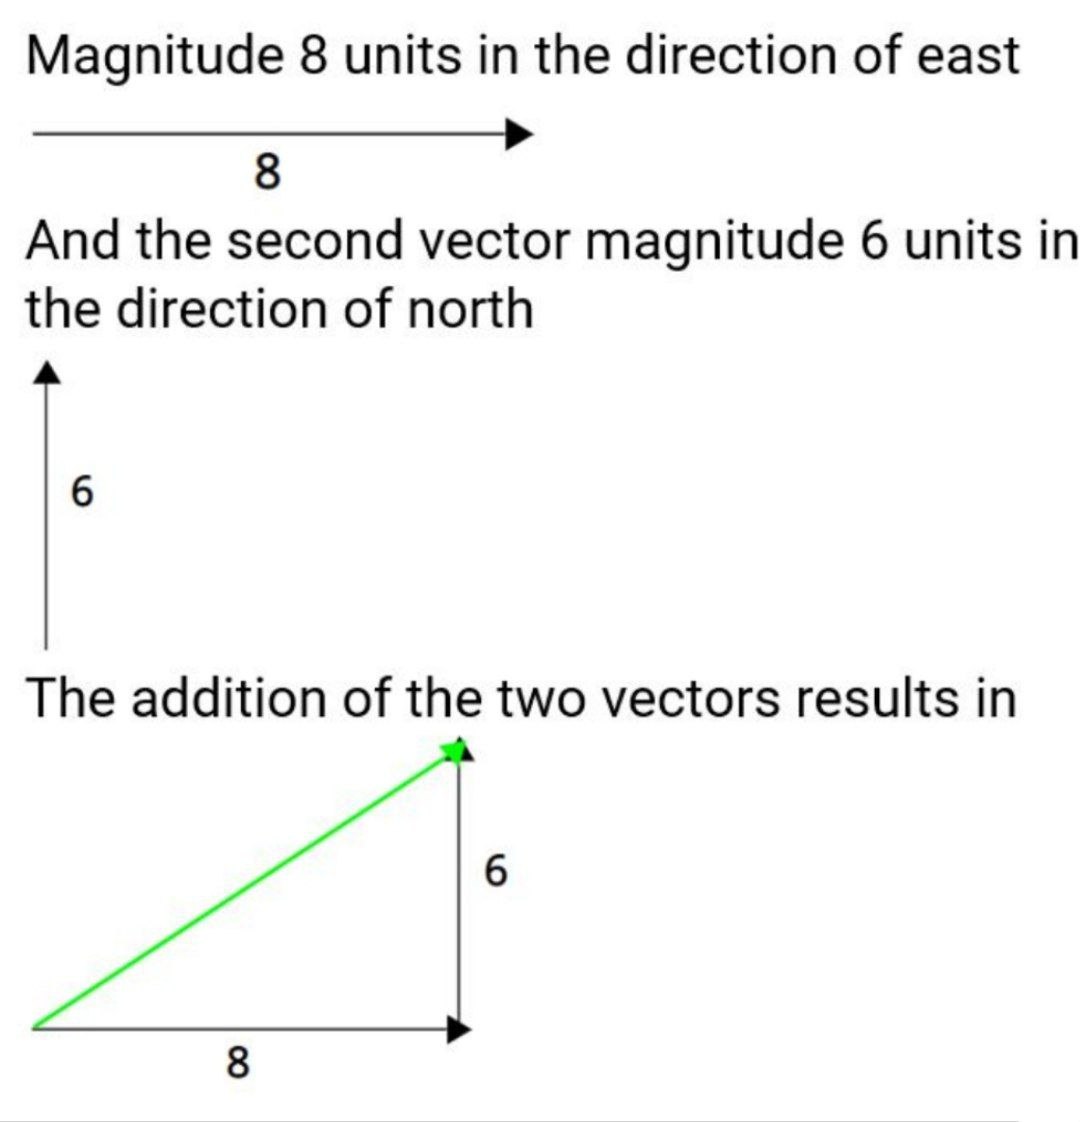 Magnitude 8 units in the direction of east
8
And the second vector magnitude 6 units in
the direction of north
6
The addition of the two vectors results in
6
8